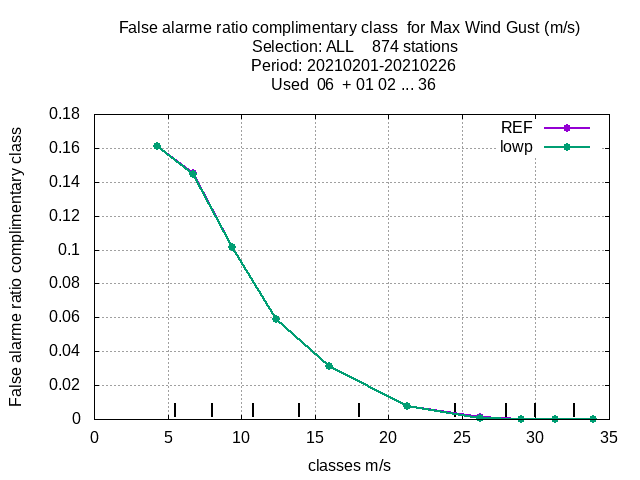 False alarme ratio complimentary class  for Max Wind Gust (m/s)
Selection: ALL    874 stations
Period: 20210201-20210226
Used  06  + 01 02 ... 36
REF
lowp
False alarme ratio complimentary class
0.18
0.16
0.14
0.12
0.1
0.08
0.06
0.04
0.02
0
0 5 10 15 20 25 30 35
classes m/s